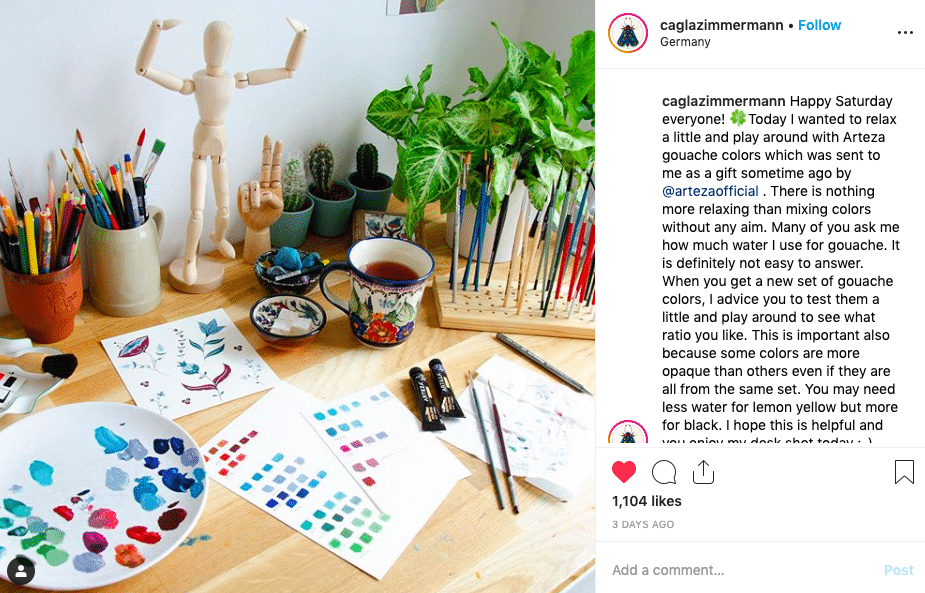 caglazimmermann • Follow
Germany
caglazimmermann Happy Saturday
everyone! 🍀Today I wanted to relax
a little and play around with Arteza
gouache colors which was sent to
me as a gift sometime ago by
@artezaofficial . There is nothing
more relaxing than mixing colors
without any aim. Many of you ask me
how much water I use for gouache. It
is definitely not easy to answer.
When you get a new set of gouache
colors, I advice you to test them a
little and play around to see what
ratio you like. This is important also
because some colors are more
opaque than others even if they are
all from the same set. You may need
less water for lemon yellow but more
for black. I hope this is helpful and
you enjoy my desk shot today : )
1,104 likes
3 DAYS AGO
Add a comment...
Post